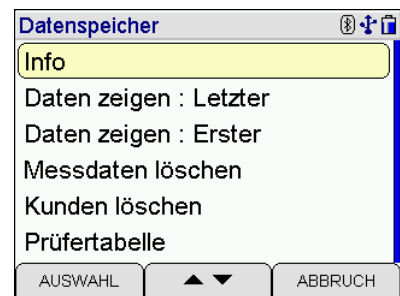 Datenspeicher
Info
Daten zeigen : Letzter
Daten zeigen : Erster
Messdaten löschen
Kunden löschen
Prüfertabelle
AUSWAHL ▲ ▼ ABBRUCH